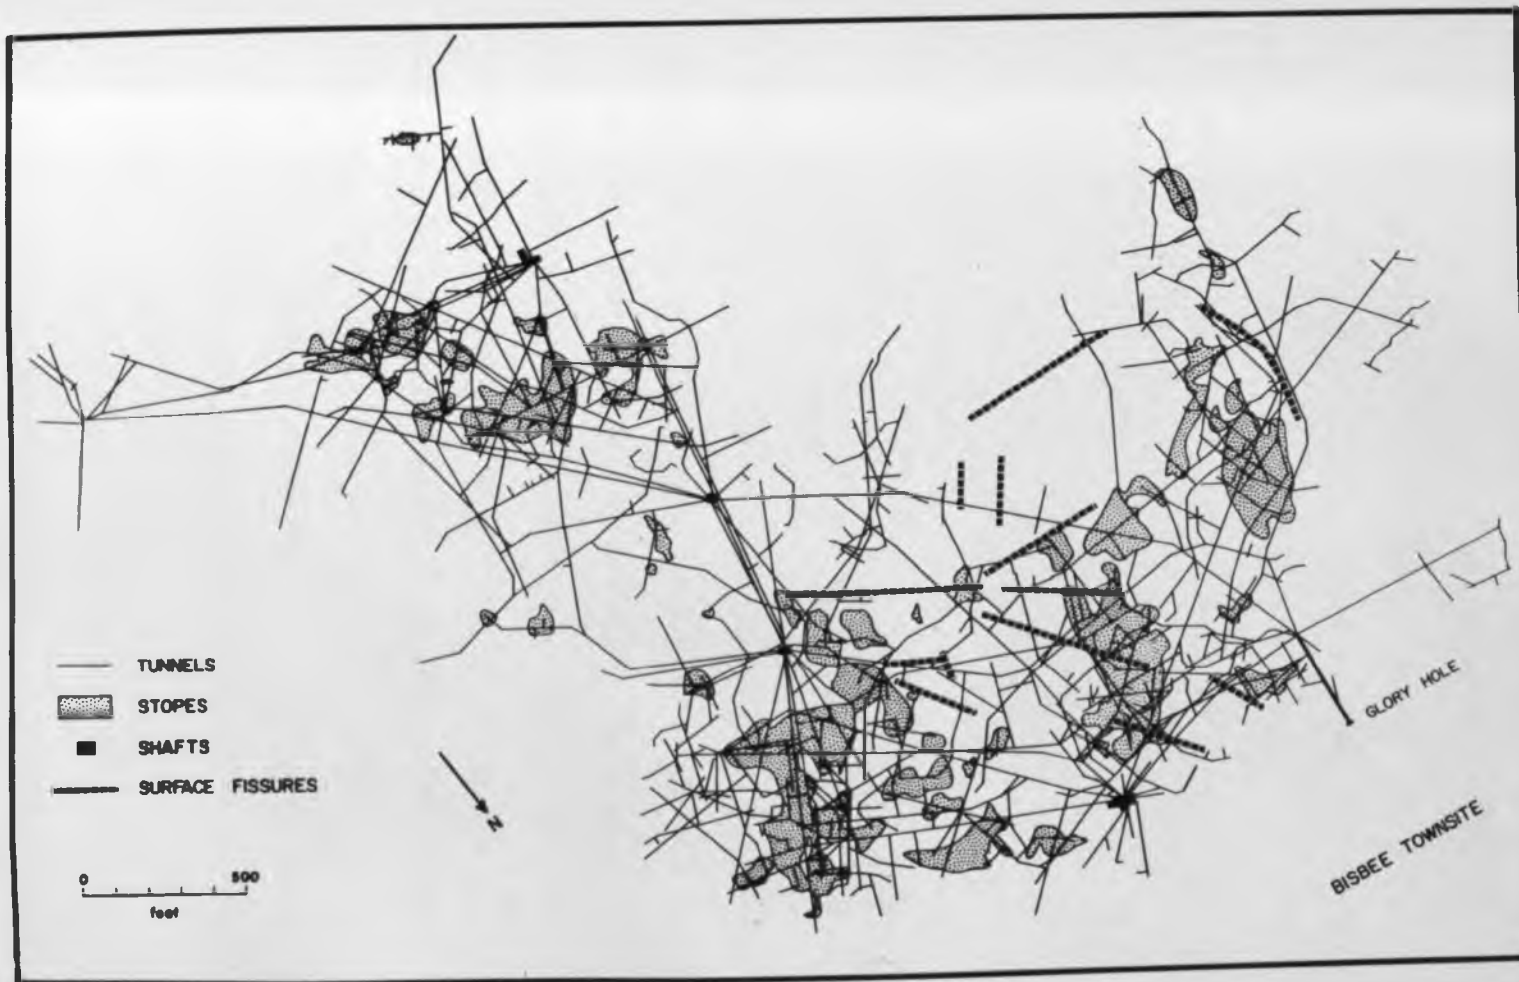 TUNNELS
STOPES
SHAFTS
SURFACE FISSURES
N
0 500
feet
GLORY HOLE
BISBEE TOWNSITE